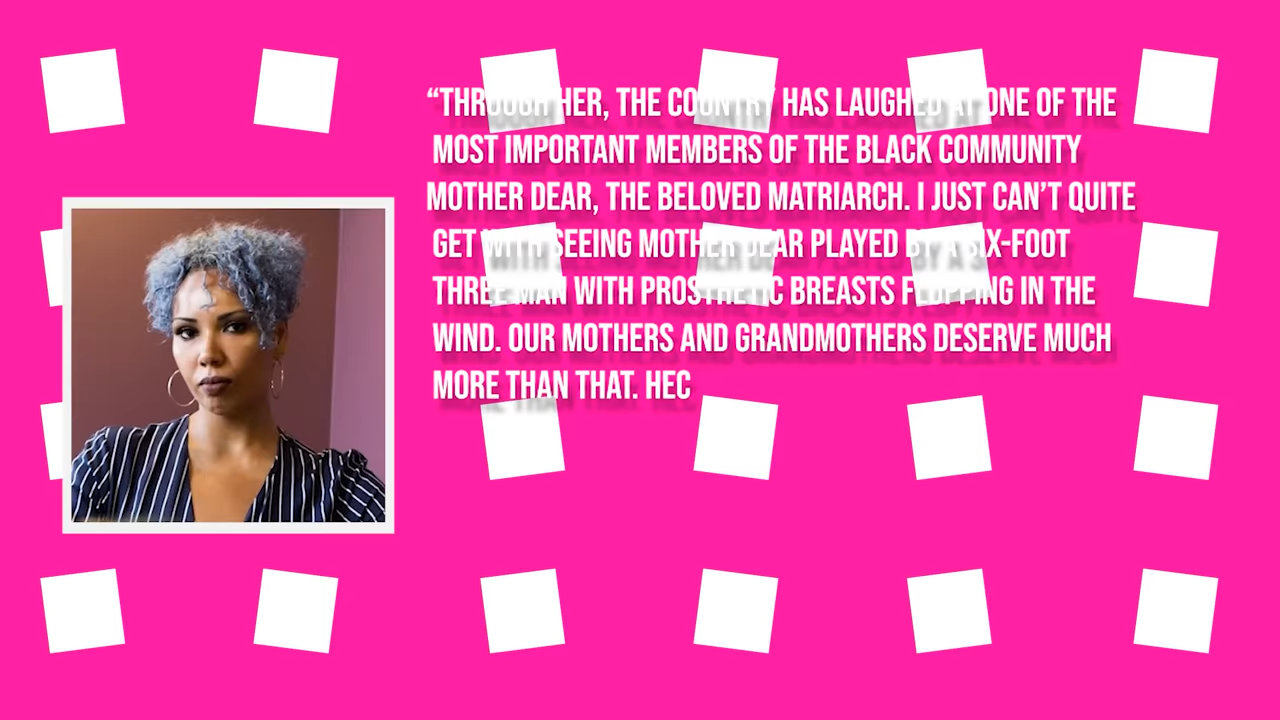 “THROUGH HER, THE COUNTRY HAS LAUGHED AT ONE OF THE
MOST IMPORTANT MEMBERS OF THE BLACK COMMUNITY
MOTHER DEAR, THE BELOVED MATRIARCH. I JUST CAN’T QUITE
GET WITH SEEING MOTHER DEAR PLAYED BY A SIX-FOOT
THREE MAN WITH PROSTHETIC BREASTS FLOPPING IN THE
WIND. OUR MOTHERS AND GRANDMOTHERS DESERVE MUCH
MORE THAN THAT. HEC